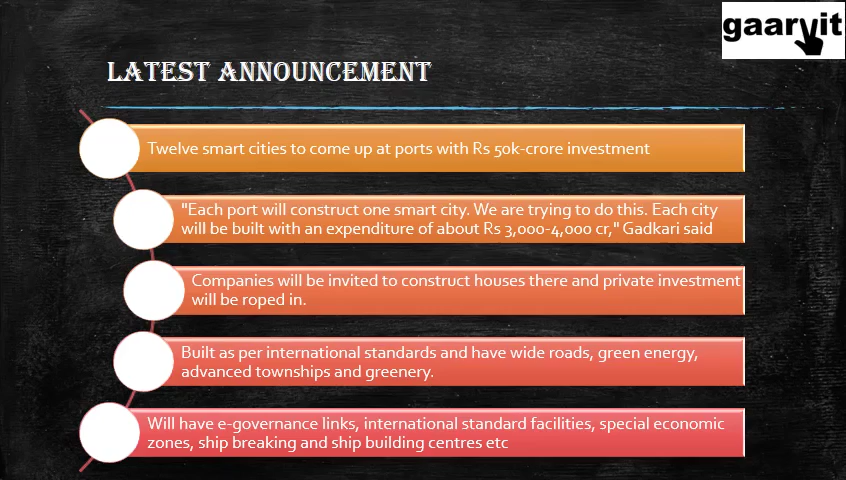 gaarvit
LATEST ANNOUNCEMENT
Twelve smart cities to come up at ports with Rs 50k-crore investment
"Each port will construct one smart city. We are trying to do this. Each city
will be built with an expenditure of about Rs 3,000-4,000 cr," Gadkari said
Companies will be invited to construct houses there and private investment
will be roped in.
Built as per international standards and have wide roads, green energy,
advanced townships and greenery.
Will have e-governance links, international standard facilities, special economic
zones, ship breaking and ship building centres etc